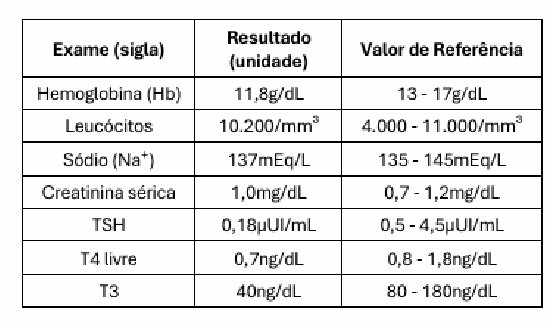 Exame (sigla) Resultado (unidade) Valor de Referência
Hemoglobina (Hb) 11,8g/dL 13 - 17g/dL
Leucócitos 10.200/mm³ 4.000 - 11.000/mm³
Sódio (Na⁺) 137mEq/L 135 - 145mEq/L
Creatinina sérica 1,0mg/dL 0,7 - 1,2mg/dL
TSH 0,18µUI/mL 0,5 - 4,5µUI/mL
T4 livre 0,7ng/dL 0,8 - 1,8ng/dL
T3 40ng/dL 80 - 180ng/dL